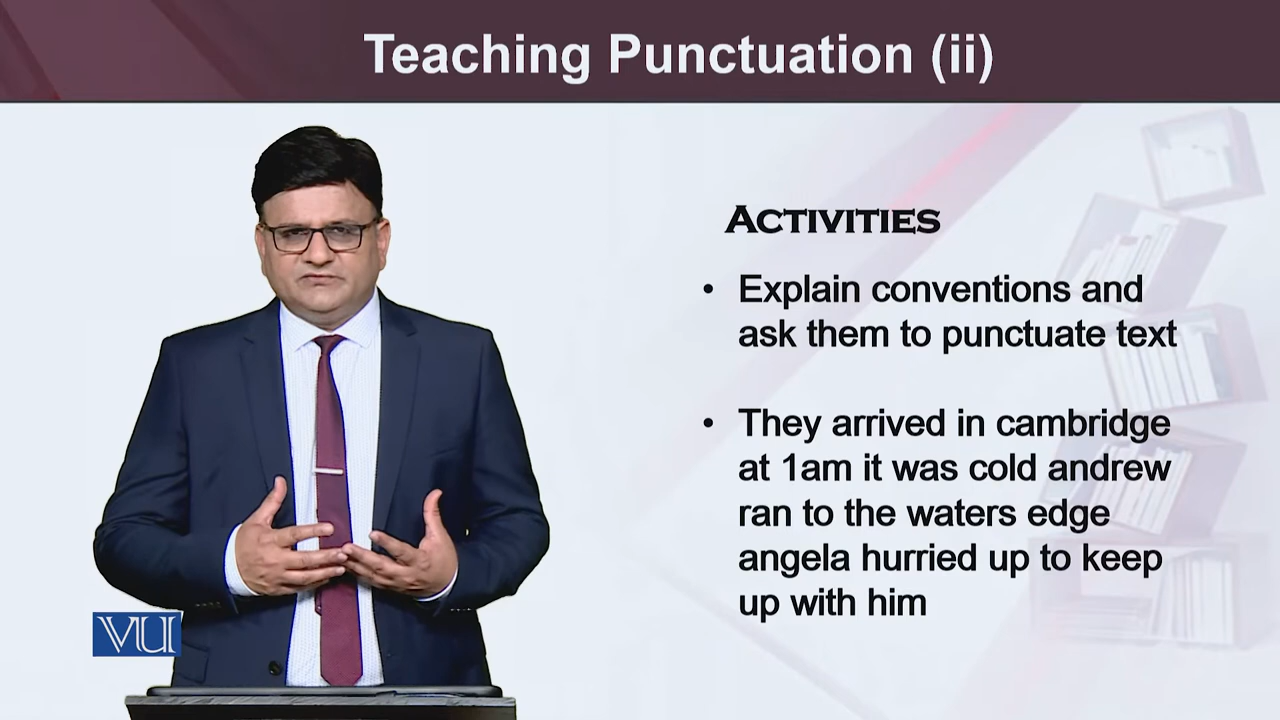 Teaching Punctuation (ii)
ACTIVITIES
• Explain conventions and
ask them to punctuate text
• They arrived in cambridge
at 1am it was cold andrew
ran to the waters edge
angela hurried up to keep
up with him
VU